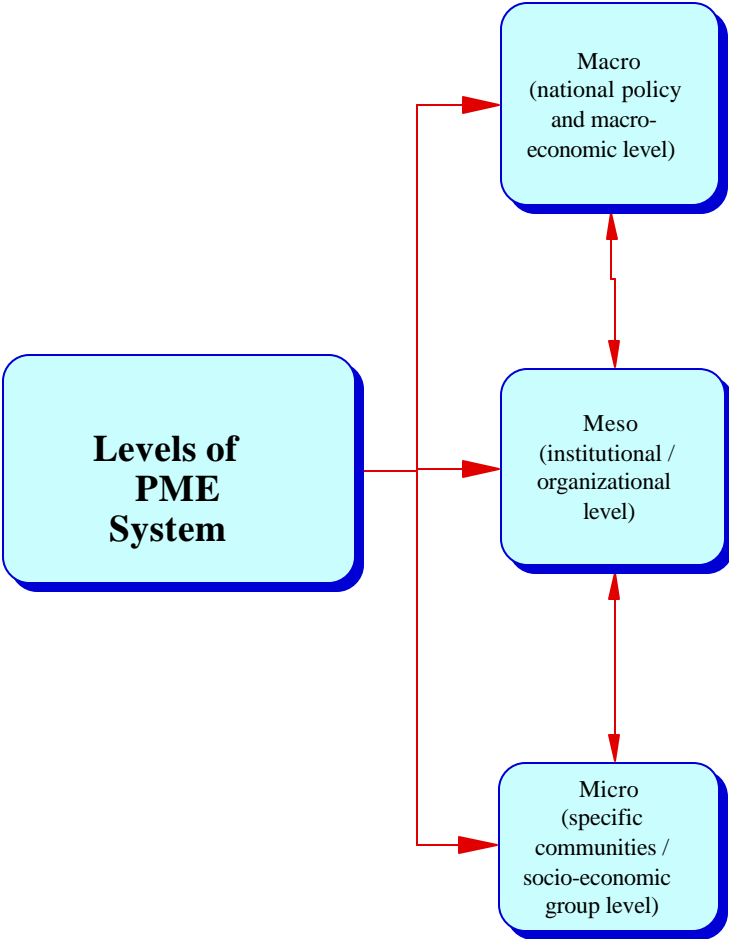 Macro
(national policy
and macro-
economic level)
Levels of
PME
System
Meso
(institutional /
organizational
level)
Micro
(specific
communities /
socio-economic
group level)